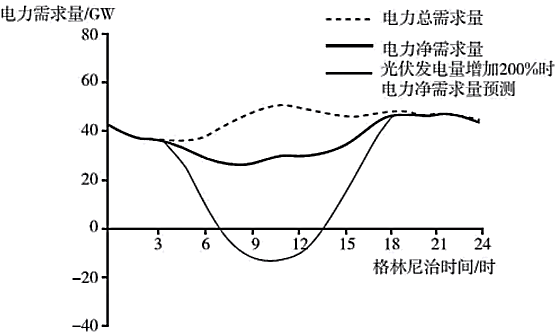 电力需求量/GW
80
60
40
20
0
-20
-40
电力总需求量
电力净需求量
光伏发电量增加200%时
电力净需求量预测
3 6 9 12 15 18 21 24
格林尼治时间/时